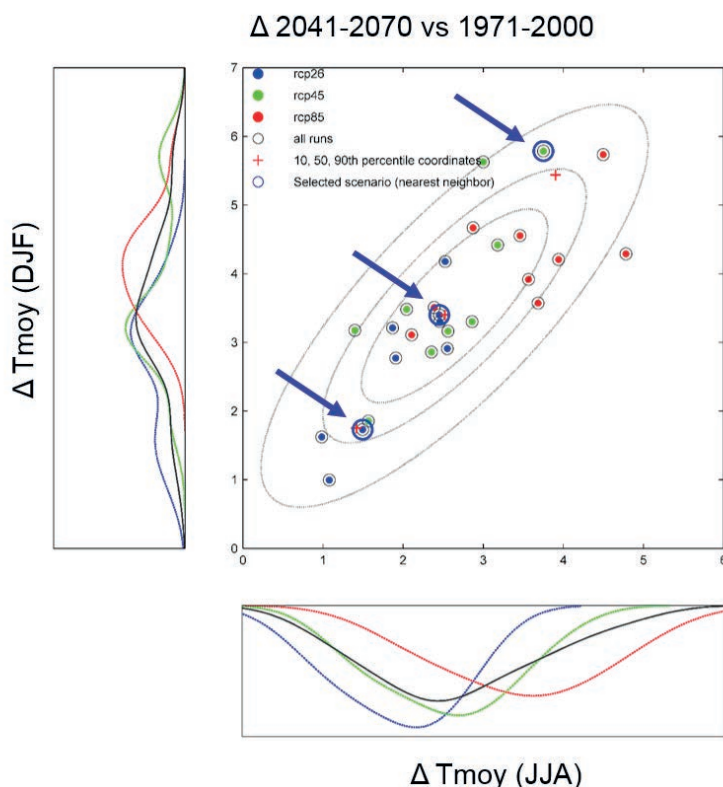 Δ 2041-2070 vs 1971-2000
7
rcp26
rcp45
6
rcp85
all runs
10, 50, 90th percentile coordinates
5
Selected scenario (nearest neighbor)
Δ Tmoy (DJF)
4
3
2
1
0
0 1 2 3 4 5 6
Δ Tmoy (JJA)